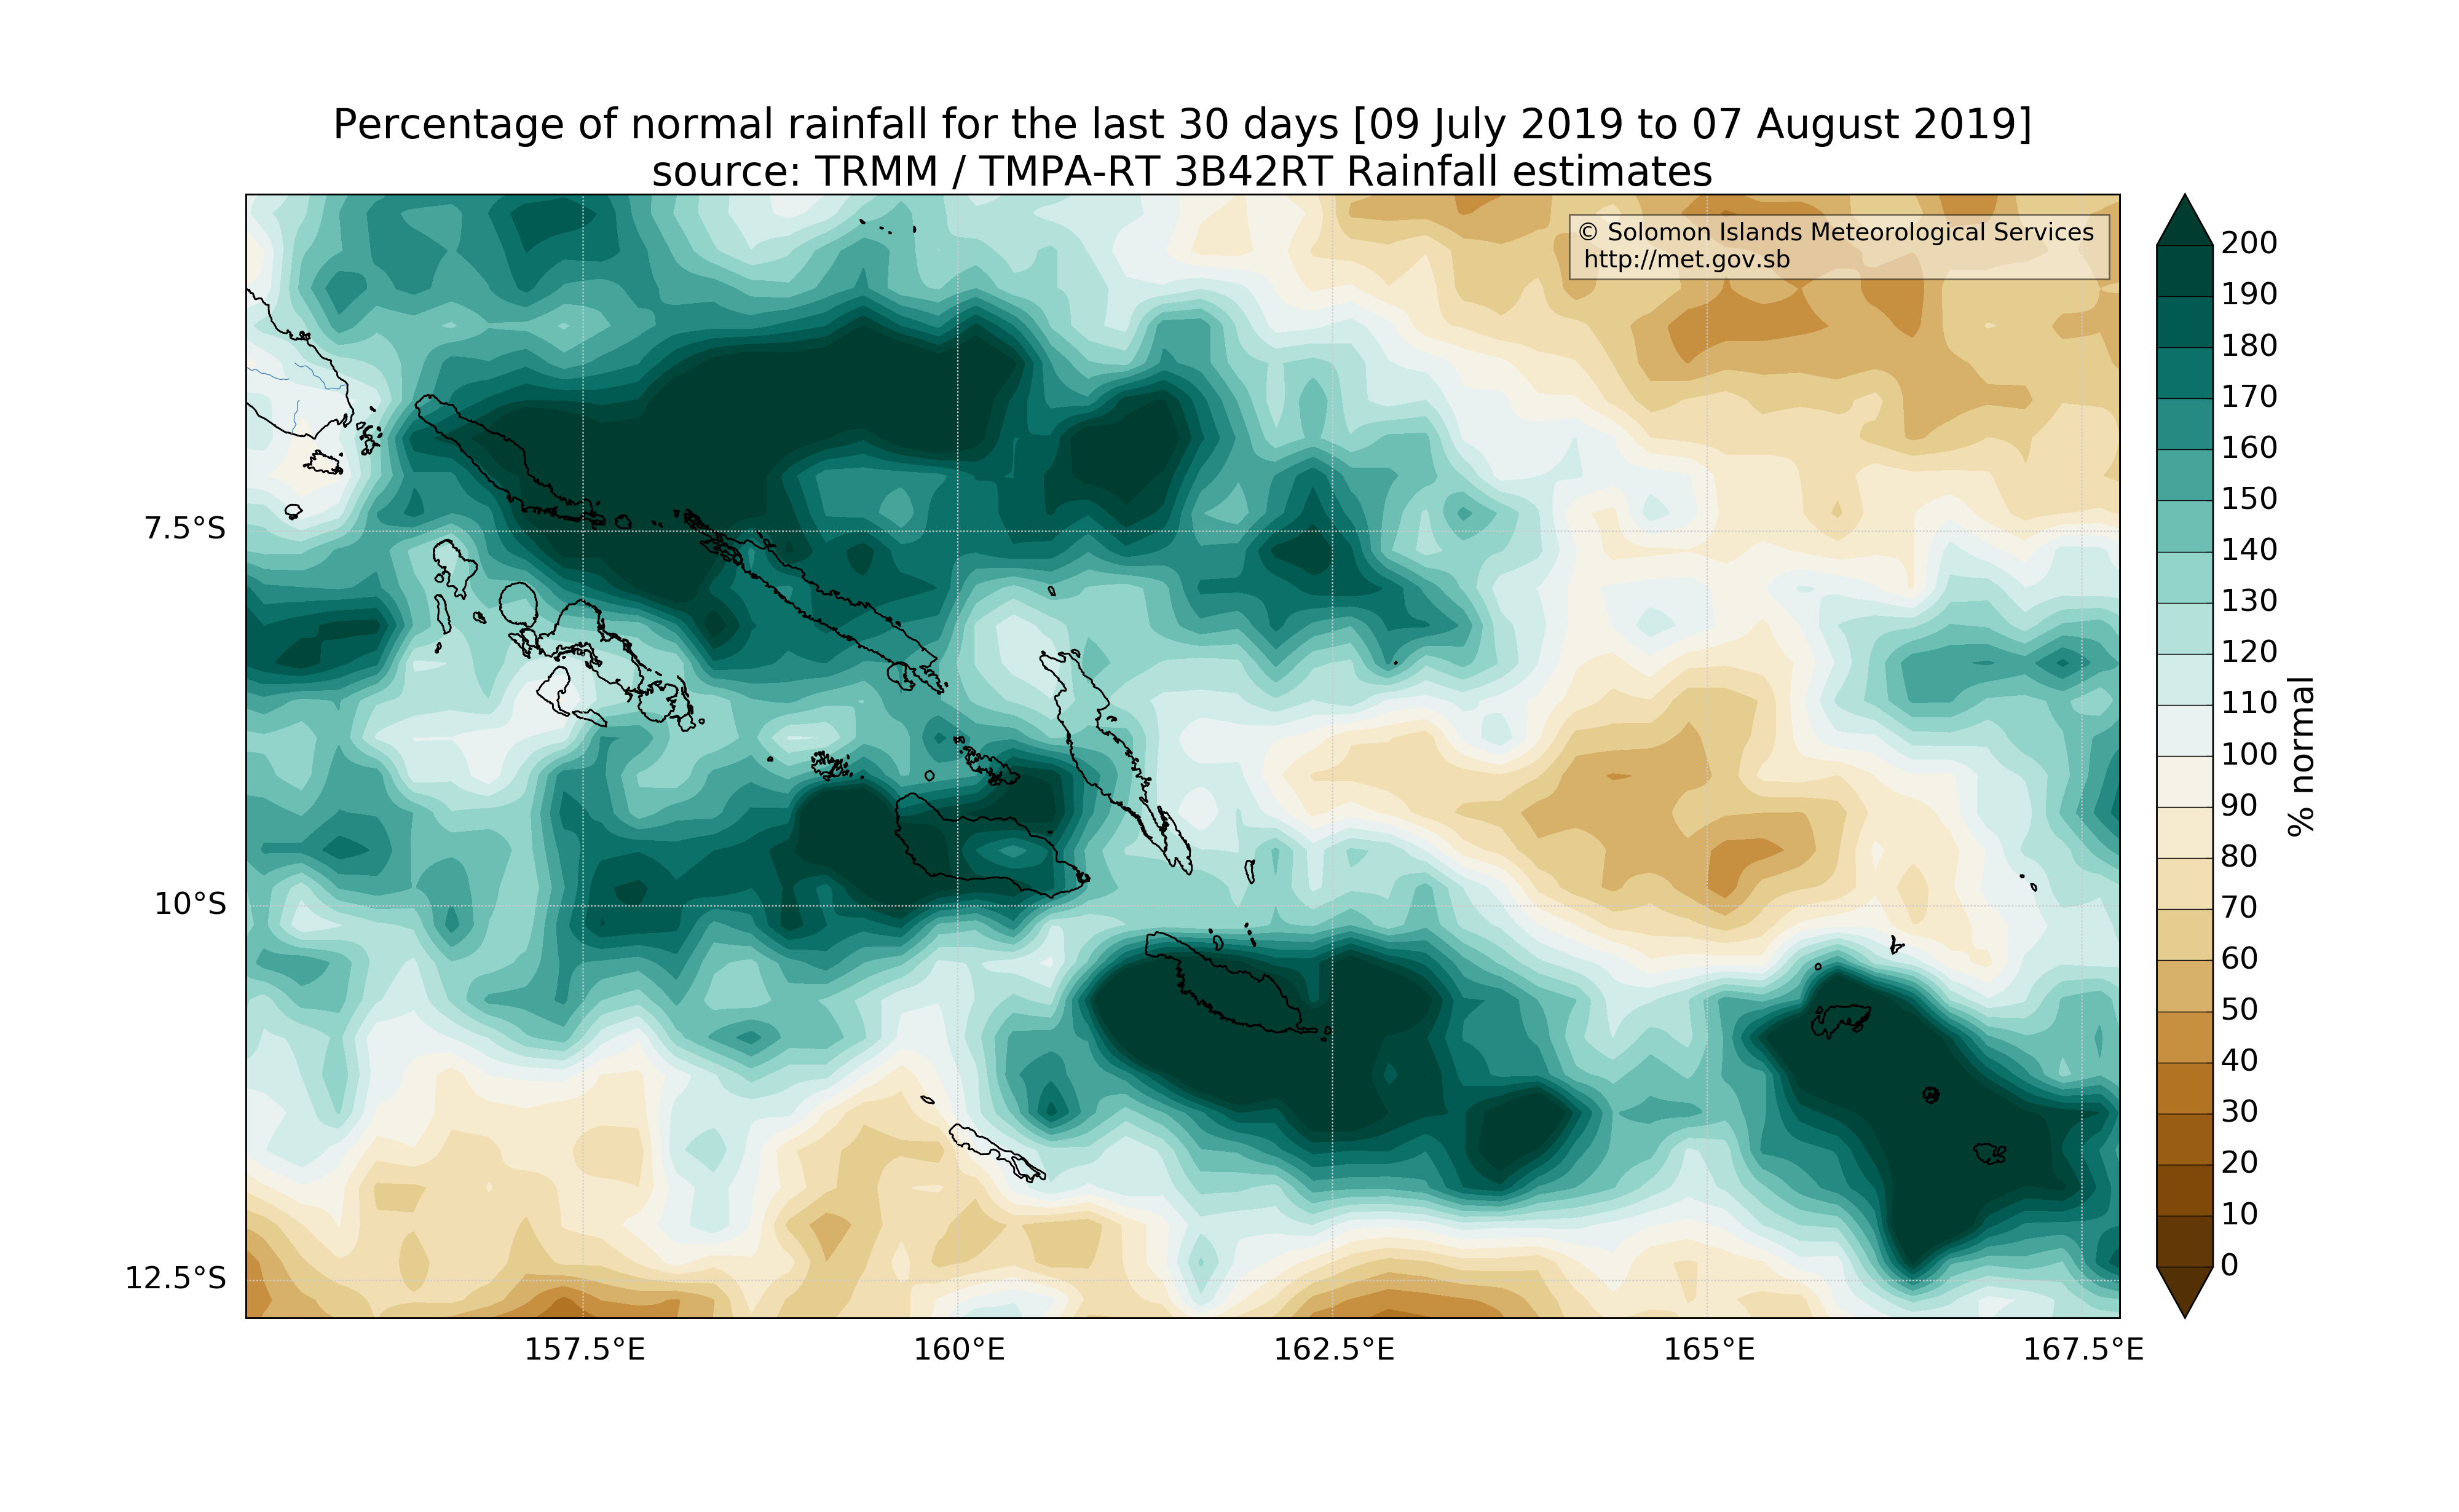 Percentage of normal rainfall for the last 30 days [09 July 2019 to 07 August 2019]
source: TRMM / TMPA-RT 3B42RT Rainfall estimates
© Solomon Islands Meteorological Services
http://met.gov.sb
7.5°S
10°S
12.5°S
157.5°E
160°E
162.5°E
165°E
167.5°E
200
190
180
170
160
150
140
130
120
110
100
90
80
70
60
50
40
30
20
10
0
% normal